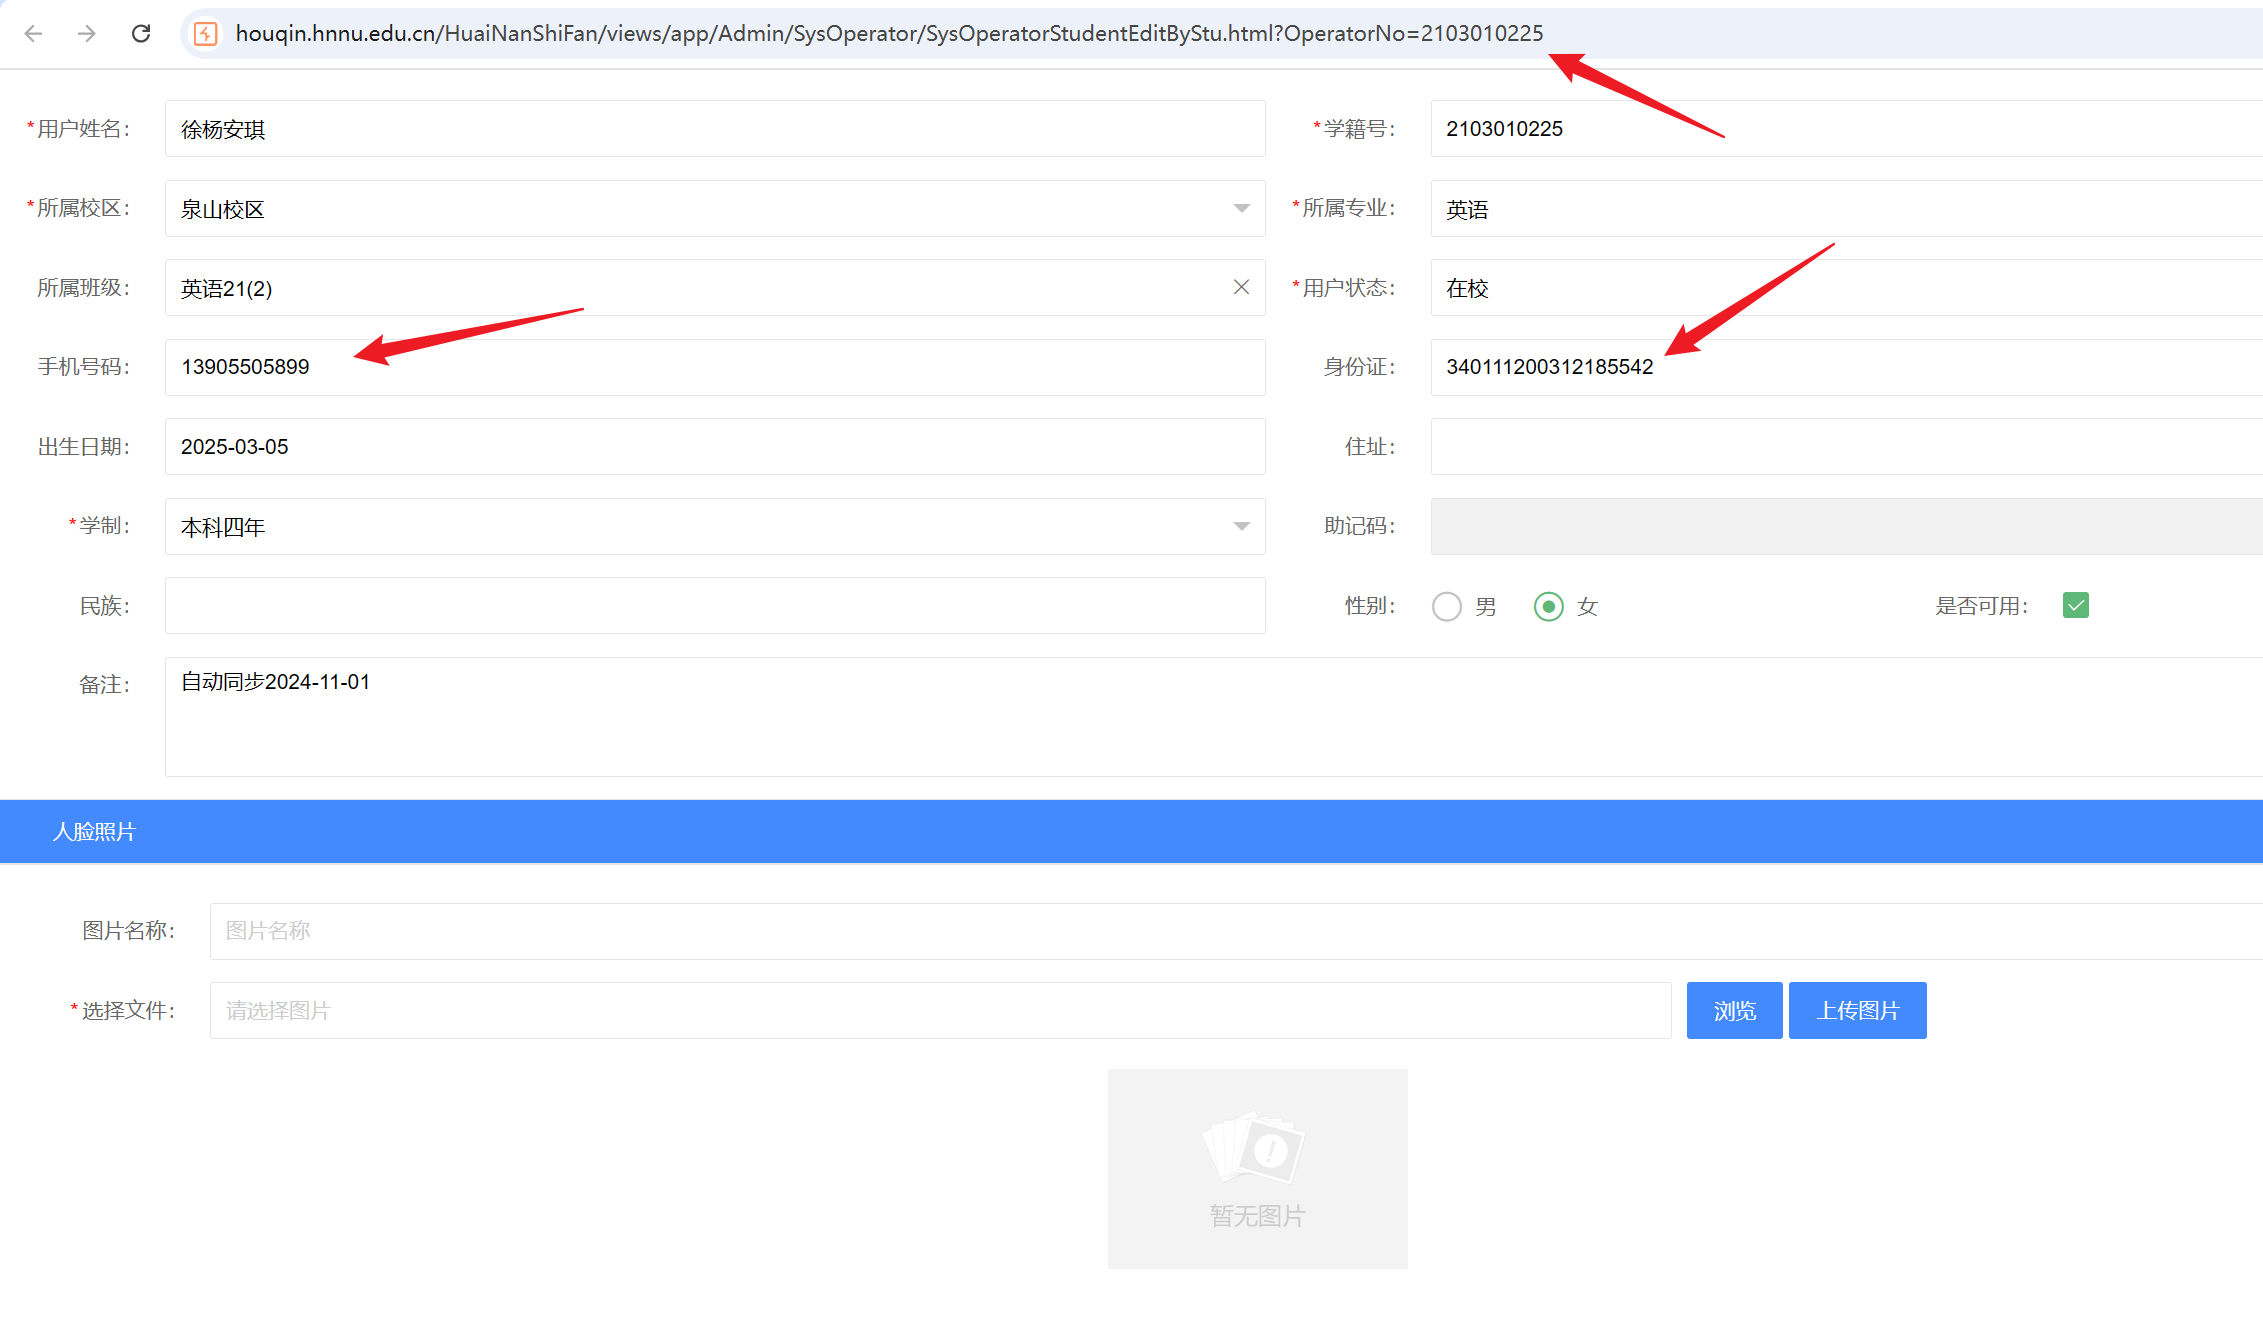 houqin.hnnu.edu.cn/HuaiNanShiFan/views/app/Admin/SysOperator/SysOperatorStudentEditByStu.html?OperatorNo=2103010225
*用户姓名: 徐杨安琪 *学籍号: 2103010225
*所属校区: 泉山校区 *所属专业: 英语
所属班级: 英语21(2) *用户状态: 在校
手机号码: 13905505899 身份证: 340111200312185542
出生日期: 2025-03-05 住址:
*学制: 本科四年 助记码:
民族: 性别: 男 女 是否可用:
备注: 自动同步2024-11-01
人脸照片
图片名称: 图片名称
*选择文件: 请选择图片 浏览 上传图片
暂无图片